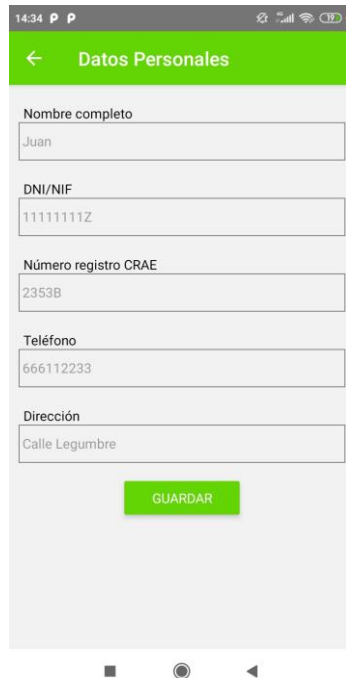 14:34 P P 19
Datos Personales
Nombre completo
Juan
DNI/NIF
11111111Z
Número registro CRAE
2353B
Teléfono
666112233
Dirección
Calle Legumbre
GUARDAR